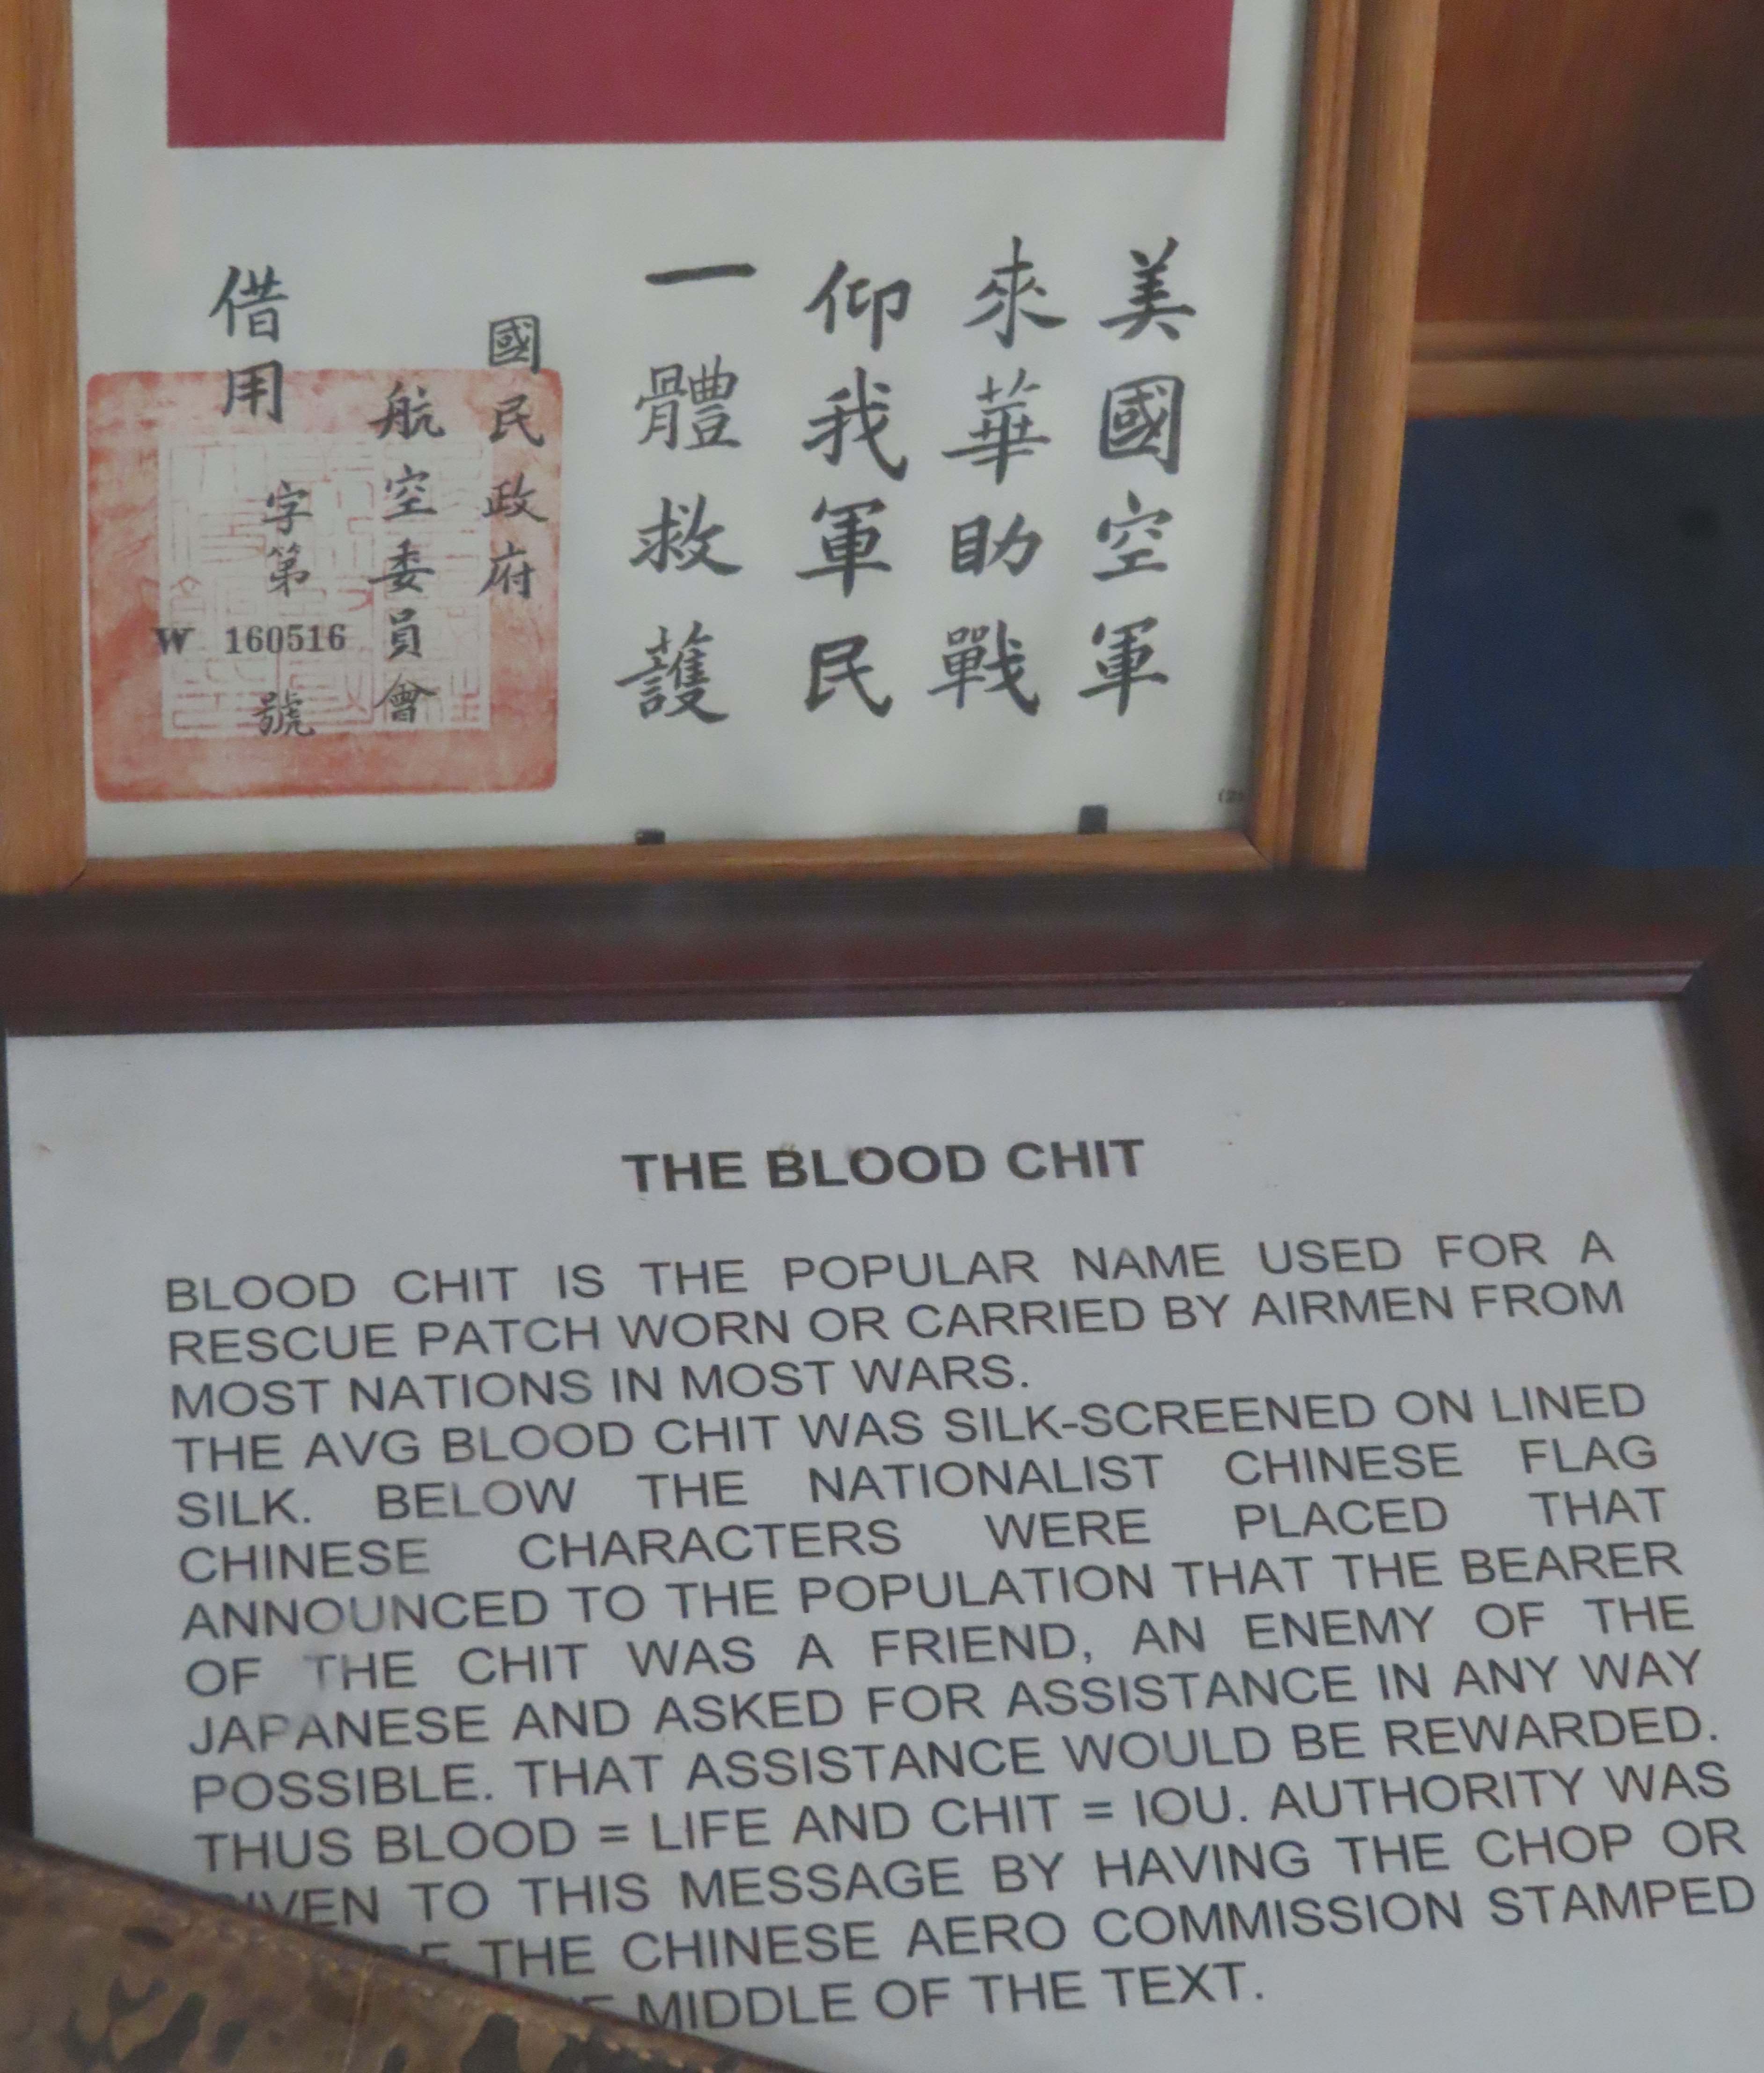 美國空軍
來華助戰
仰我軍民
一體救護
國民政府
航空委員會
字第
W 160516
號
借用
THE BLOOD CHIT
BLOOD CHIT IS THE POPULAR NAME USED FOR A
RESCUE PATCH WORN OR CARRIED BY AIRMEN FROM
MOST NATIONS IN MOST WARS.
THE AVG BLOOD CHIT WAS SILK-SCREENED ON LINED
SILK. BELOW THE NATIONALIST CHINESE FLAG
CHINESE CHARACTERS WERE PLACED THAT
ANNOUNCED TO THE POPULATION THAT THE BEARER
OF THE CHIT WAS A FRIEND, AN ENEMY OF THE
JAPANESE AND ASKED FOR ASSISTANCE IN ANY WAY
POSSIBLE. THAT ASSISTANCE WOULD BE REWARDED.
THUS BLOOD = LIFE AND CHIT = IOU. AUTHORITY WAS
GIVEN TO THIS MESSAGE BY HAVING THE CHOP OR
THE CHINESE AERO COMMISSION STAMPED
MIDDLE OF THE TEXT.